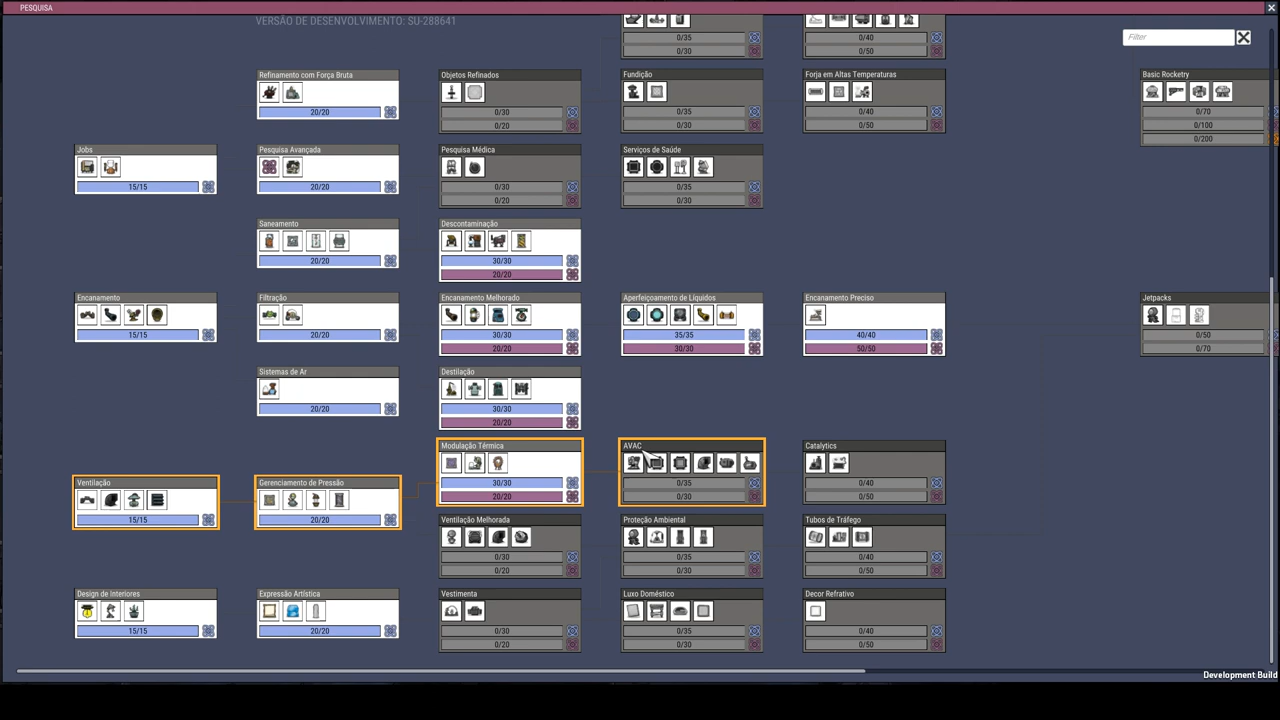 PESQUISA
VERSÃO DE DESENVOLVIMENTO: SU-288641
Filter
0/35
0/30
0/40
0/50
Refinamento com Força Bruta
20/20
Objetos Refinados
0/30
0/20
Fundição
0/35
0/30
Forja em Altas Temperaturas
0/40
0/50
Basic Rocketry
0/70
0/100
0/200
Jobs
15/15
Pesquisa Avançada
20/20
Pesquisa Médica
0/30
0/20
Serviços de Saúde
0/35
0/30
Saneamento
20/20
Descontaminação
30/30
20/20
Encanamento
15/15
Filtração
20/20
Encanamento Melhorado
30/30
20/20
Aperfeiçoamento de Líquidos
35/35
30/30
Encanamento Preciso
40/40
50/50
Jetpacks
0/50
0/70
Sistemas de Ar
20/20
Destilação
30/30
20/20
Modulação Térmica
30/30
20/20
AVAC
0/35
0/30
Catalytics
0/40
0/50
Ventilação
15/15
Gerenciamento de Pressão
20/20
Ventilação Melhorada
0/30
0/20
Proteção Ambiental
0/35
0/30
Tubos de Tráfego
0/40
0/50
Design de Interiores
15/15
Expressão Artística
20/20
Vestimenta
0/30
0/20
Luxo Doméstico
0/35
0/30
Decor Refrativo
0/40
0/50
Development Build